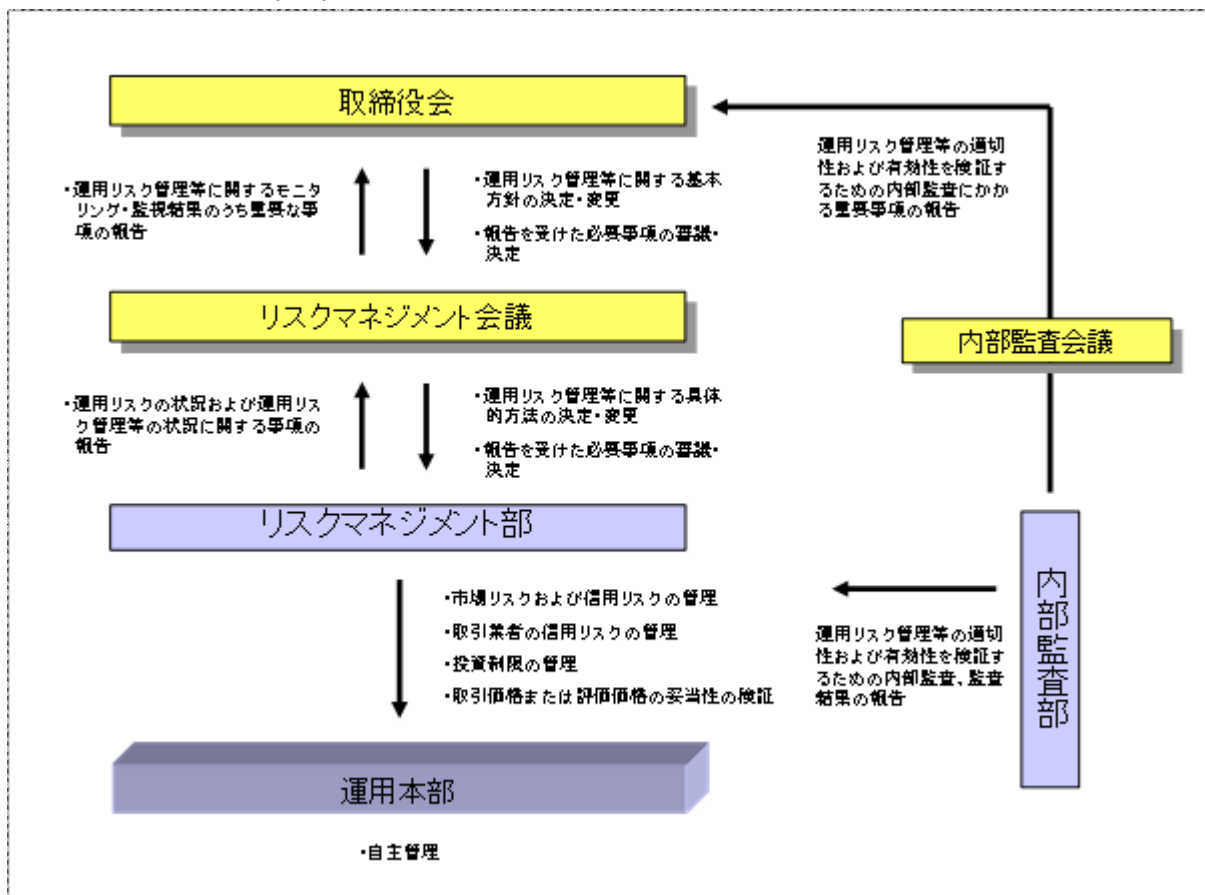 取締役会
・運用リスク管理等に関するモニ
タリング・監視結果のうち重要な事
項の報告
・運用リスク管理等に関する基本
方針の決定・変更
・報告を受けた必要事項の審議・
決定
運用リスク管理等の適切
性および有効性を検証す
るための内部監査にかか
る重要事項の報告
リスクマネジメント会議
内部監査会議
・運用リスクの状況および運用リス
ク管理等の状況に関する事項の
報告
・運用リスク管理等に関する具体
的方法の決定・変更
・報告を受けた必要事項の審議・
決定
リスクマネジメント部
・市場リスクおよび信用リスクの管理
・取引業者の信用リスクの管理
・投資制限の管理
・取引価格または評価価格の妥当性の検証
運用リスク管理等の適切
性および有効性を検証す
るための内部監査、監査
結果の報告
内部監査部
運用本部
・自主管理